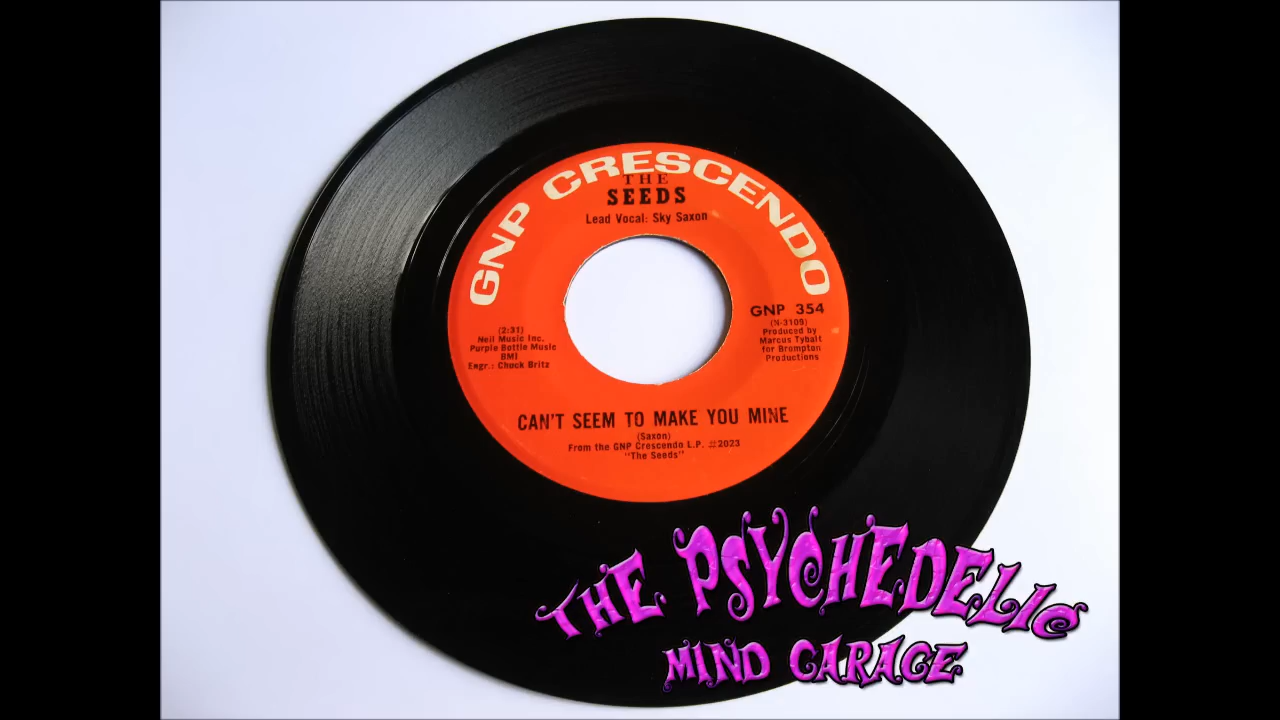 GNP CRESCENDO
THE
SEEDS
Lead Vocal: Sky Saxon
GNP 354
(N-3109)
Produced by
Marcus Tybalt
for Brompton
Productions
(2:31)
Neil Music Inc.
Purple Bottle Music
BMI
Engr.: Chuck Britz
CAN'T SEEM TO MAKE YOU MINE
(Saxon)
From the GNP Crescendo L.P. #2023
"The Seeds"
THE PSYCHEDELIC
MIND GARAGE